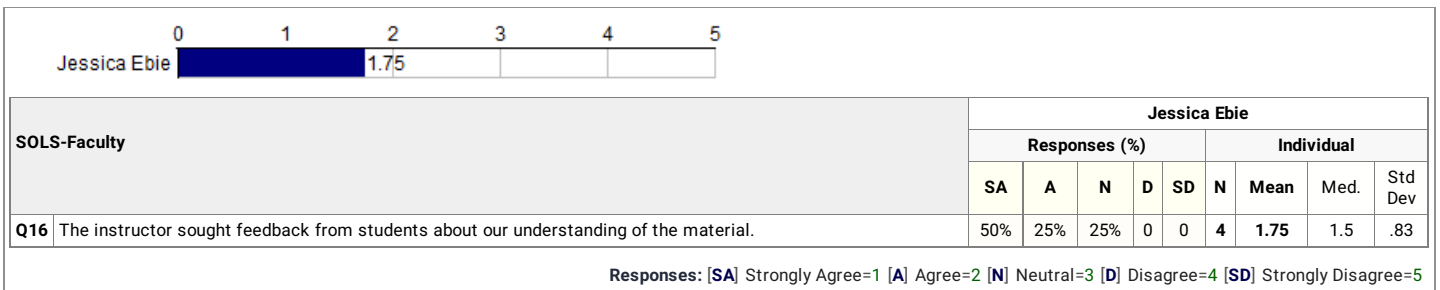 0 1 2 3 4 5
Jessica Ebie 1.75
Jessica Ebie
SOLS-Faculty
Responses (%) Individual
SA A N D SD N Mean Med. Std Dev
Q16 The instructor sought feedback from students about our understanding of the material. 50% 25% 25% 0 0 4 1.75 1.5 .83
Responses: [SA] Strongly Agree=1 [A] Agree=2 [N] Neutral=3 [D] Disagree=4 [SD] Strongly Disagree=5